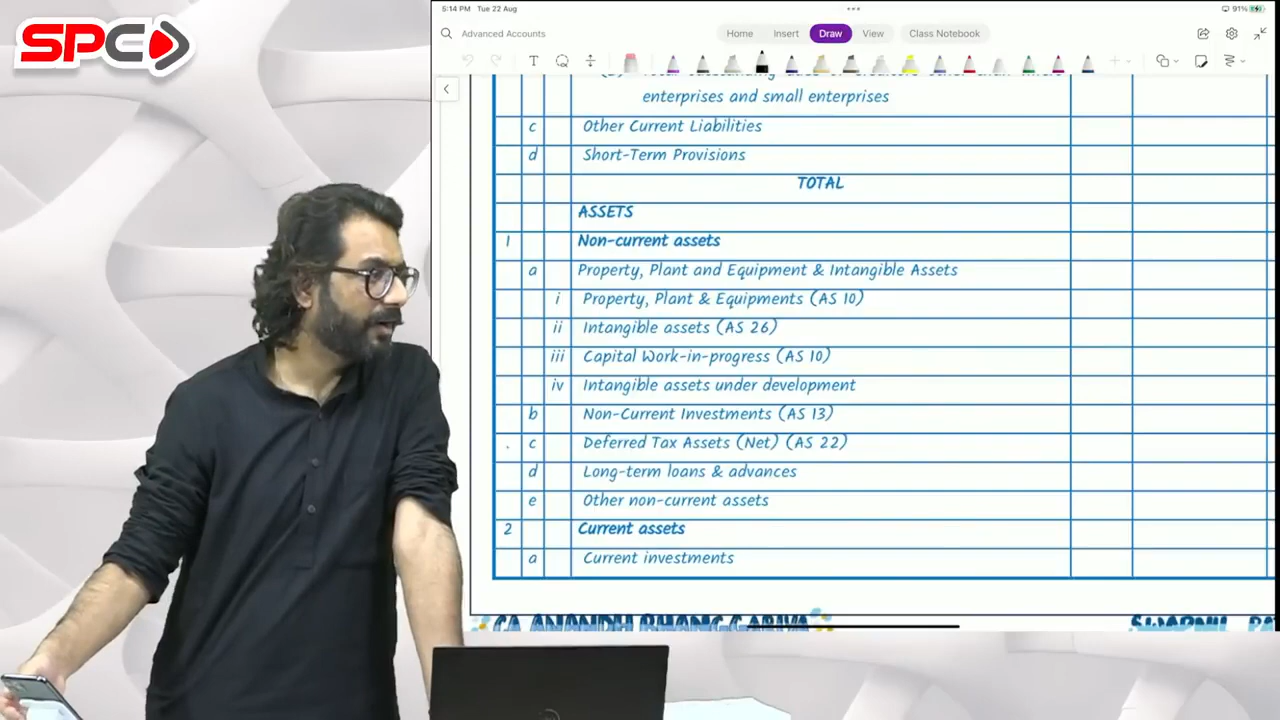 SPC
5:14 PM Tue 22 Aug
91%
Advanced Accounts
Home Insert Draw View Class Notebook
enterprises and small enterprises
c Other Current Liabilities
d Short-Term Provisions
TOTAL
ASSETS
1 Non-current assets
a Property, Plant and Equipment & Intangible Assets
i Property, Plant & Equipments (AS 10)
ii Intangible assets (AS 26)
iii Capital Work-in-progress (AS 10)
iv Intangible assets under development
b Non-Current Investments (AS 13)
c Deferred Tax Assets (Net) (AS 22)
d Long-term loans & advances
e Other non-current assets
2 Current assets
a Current investments
CA ANANDH BHANGGARIYA
SWAPNIL